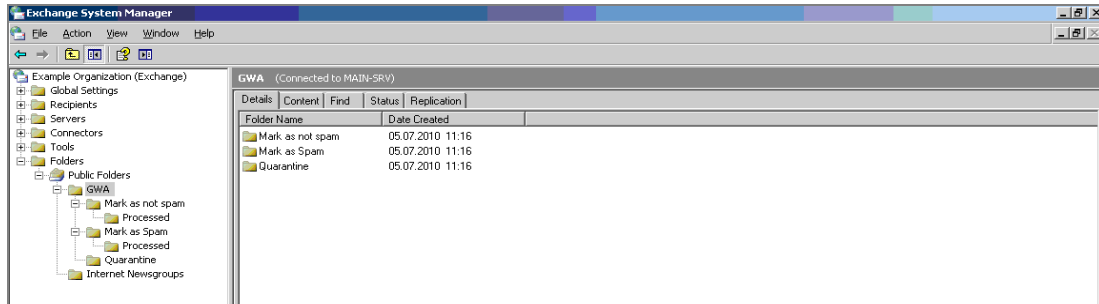 Exchange System Manager
File Action View Window Help
Example Organization (Exchange)
Global Settings
Recipients
Servers
Connectors
Tools
Folders
Public Folders
GWA
Mark as not spam
Processed
Mark as Spam
Processed
Quarantine
Internet Newsgroups
GWA (Connected to MAIN-SRV)
Details Content Find Status Replication
Folder Name Date Created
Mark as not spam 05.07.2010 11:16
Mark as Spam 05.07.2010 11:16
Quarantine 05.07.2010 11:16